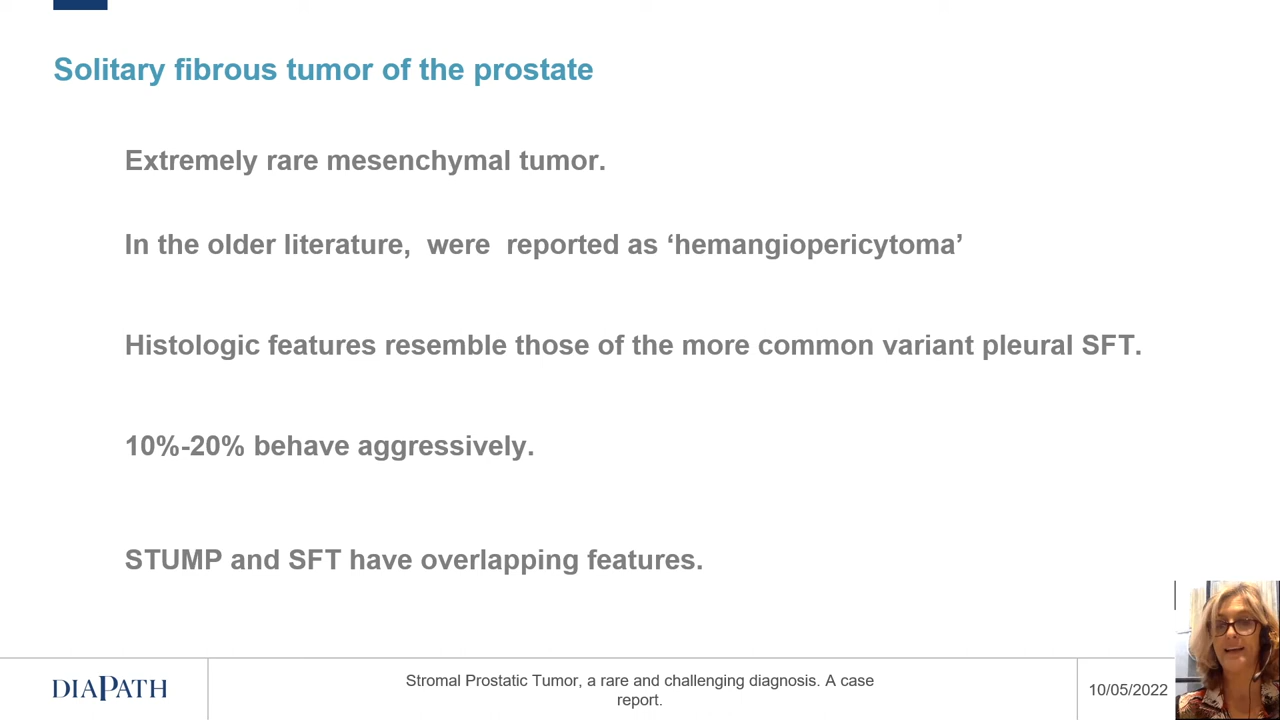 Solitary fibrous tumor of the prostate
Extremely rare mesenchymal tumor.
In the older literature,  were  reported as ‘hemangiopericytoma’
Histologic features resemble those of the more common variant pleural SFT.
10%-20% behave aggressively.
STUMP and SFT have overlapping features.
DIAPATH
Stromal Prostatic Tumor, a rare and challenging diagnosis. A case
report.
10/05/2022